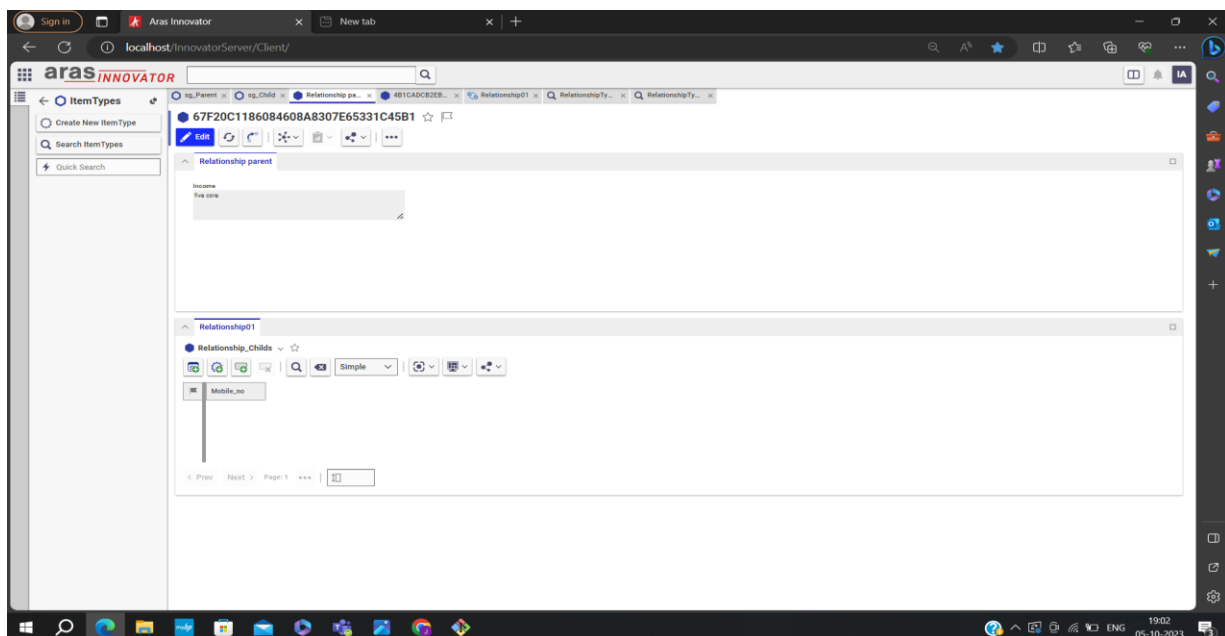 Sign in
Aras Innovator
New tab
localhost/InnovatorServer/Client/
aras INNOVATOR
IA
ItemTypes
sg_Parent
sg_Child
Relationship pa...
4B1CADCB2EB...
Relationship01
RelationshipTy...
RelationshipTy...
Create New ItemType
Search ItemTypes
Quick Search
67F20C1186084608A8307E65331C45B1
Edit
Relationship parent
Income
five core
Relationship01
Relationship_Childs
Simple
Mobile_no
< Prev Next > Page: 1
ENG
19:02
05-10-2023